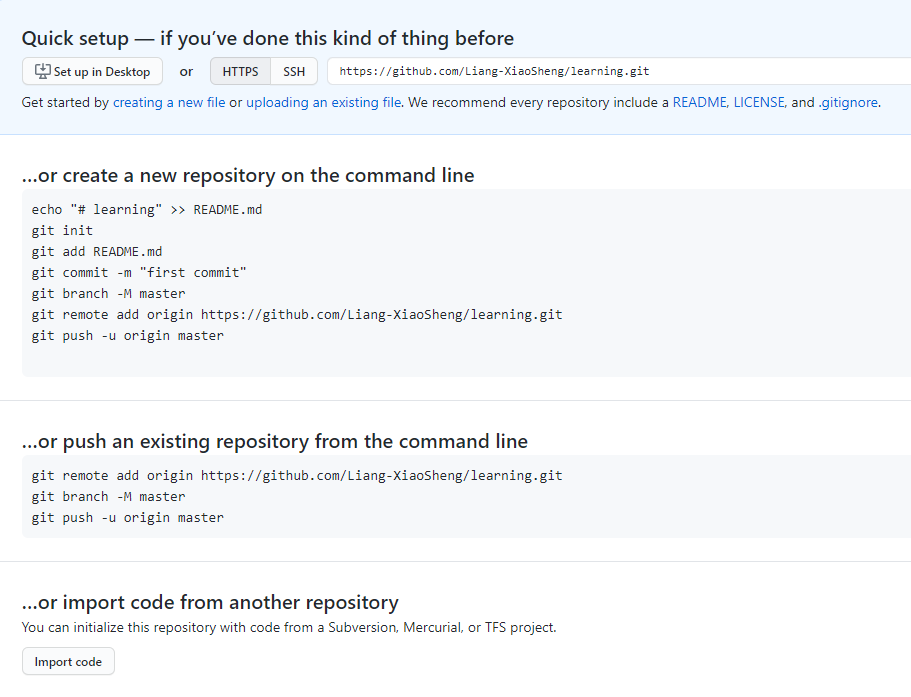 Quick setup — if you’ve done this kind of thing before
Set up in Desktop or HTTPS SSH https://github.com/Liang-XiaoSheng/learning.git
Get started by creating a new file or uploading an existing file. We recommend every repository include a README, LICENSE, and .gitignore.
…or create a new repository on the command line
echo "# learning" >> README.md
git init
git add README.md
git commit -m "first commit"
git branch -M master
git remote add origin https://github.com/Liang-XiaoSheng/learning.git
git push -u origin master
…or push an existing repository from the command line
git remote add origin https://github.com/Liang-XiaoSheng/learning.git
git branch -M master
git push -u origin master
…or import code from another repository
You can initialize this repository with code from a Subversion, Mercurial, or TFS project.
Import code